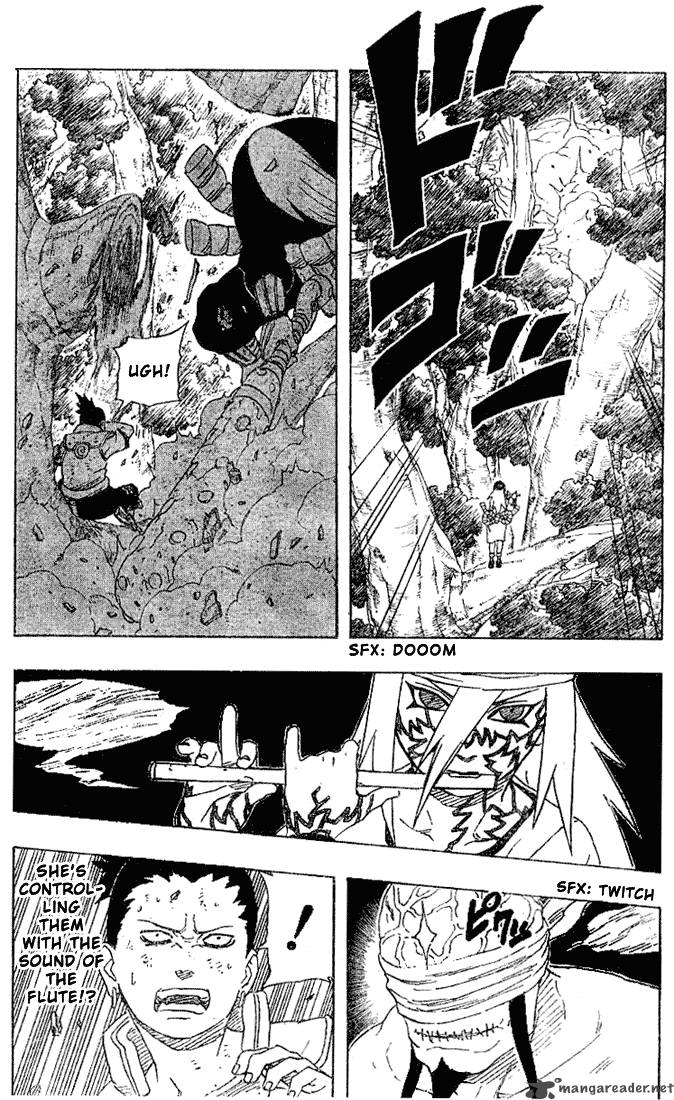 ドゴッ
SFX: DOOOM
UGH!
SFX: TWITCH
ピクッ
!
SHE'S
CONTROL-
LING
THEM
WITH THE
SOUND OF
THE
FLUTE!?
mangareader.net